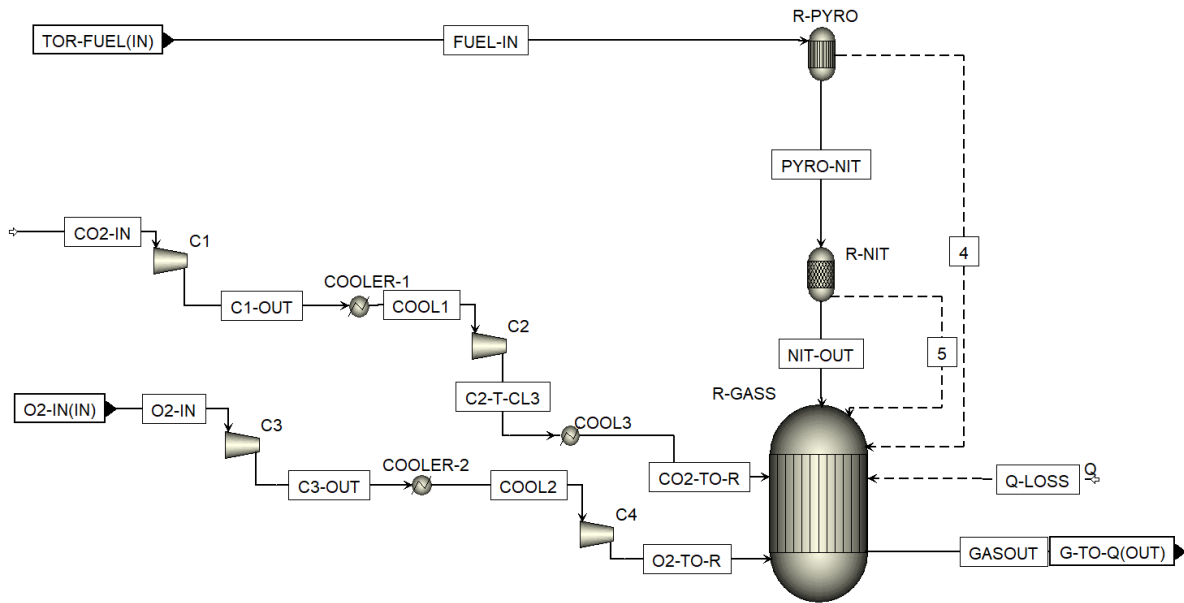 R-PYRO
TOR-FUEL(IN)
FUEL-IN
PYRO-NIT
CO2-IN
C1
R-NIT
4
COOLER-1
C1-OUT
COOL1
C2
NIT-OUT
5
C2-T-CL3
R-GASS
O2-IN(IN)
O2-IN
C3
COOL3
COOLER-2
C3-OUT
COOL2
CO2-TO-R
Q-LOSS
Q
C4
O2-TO-R
GASOUT
G-TO-Q(OUT)